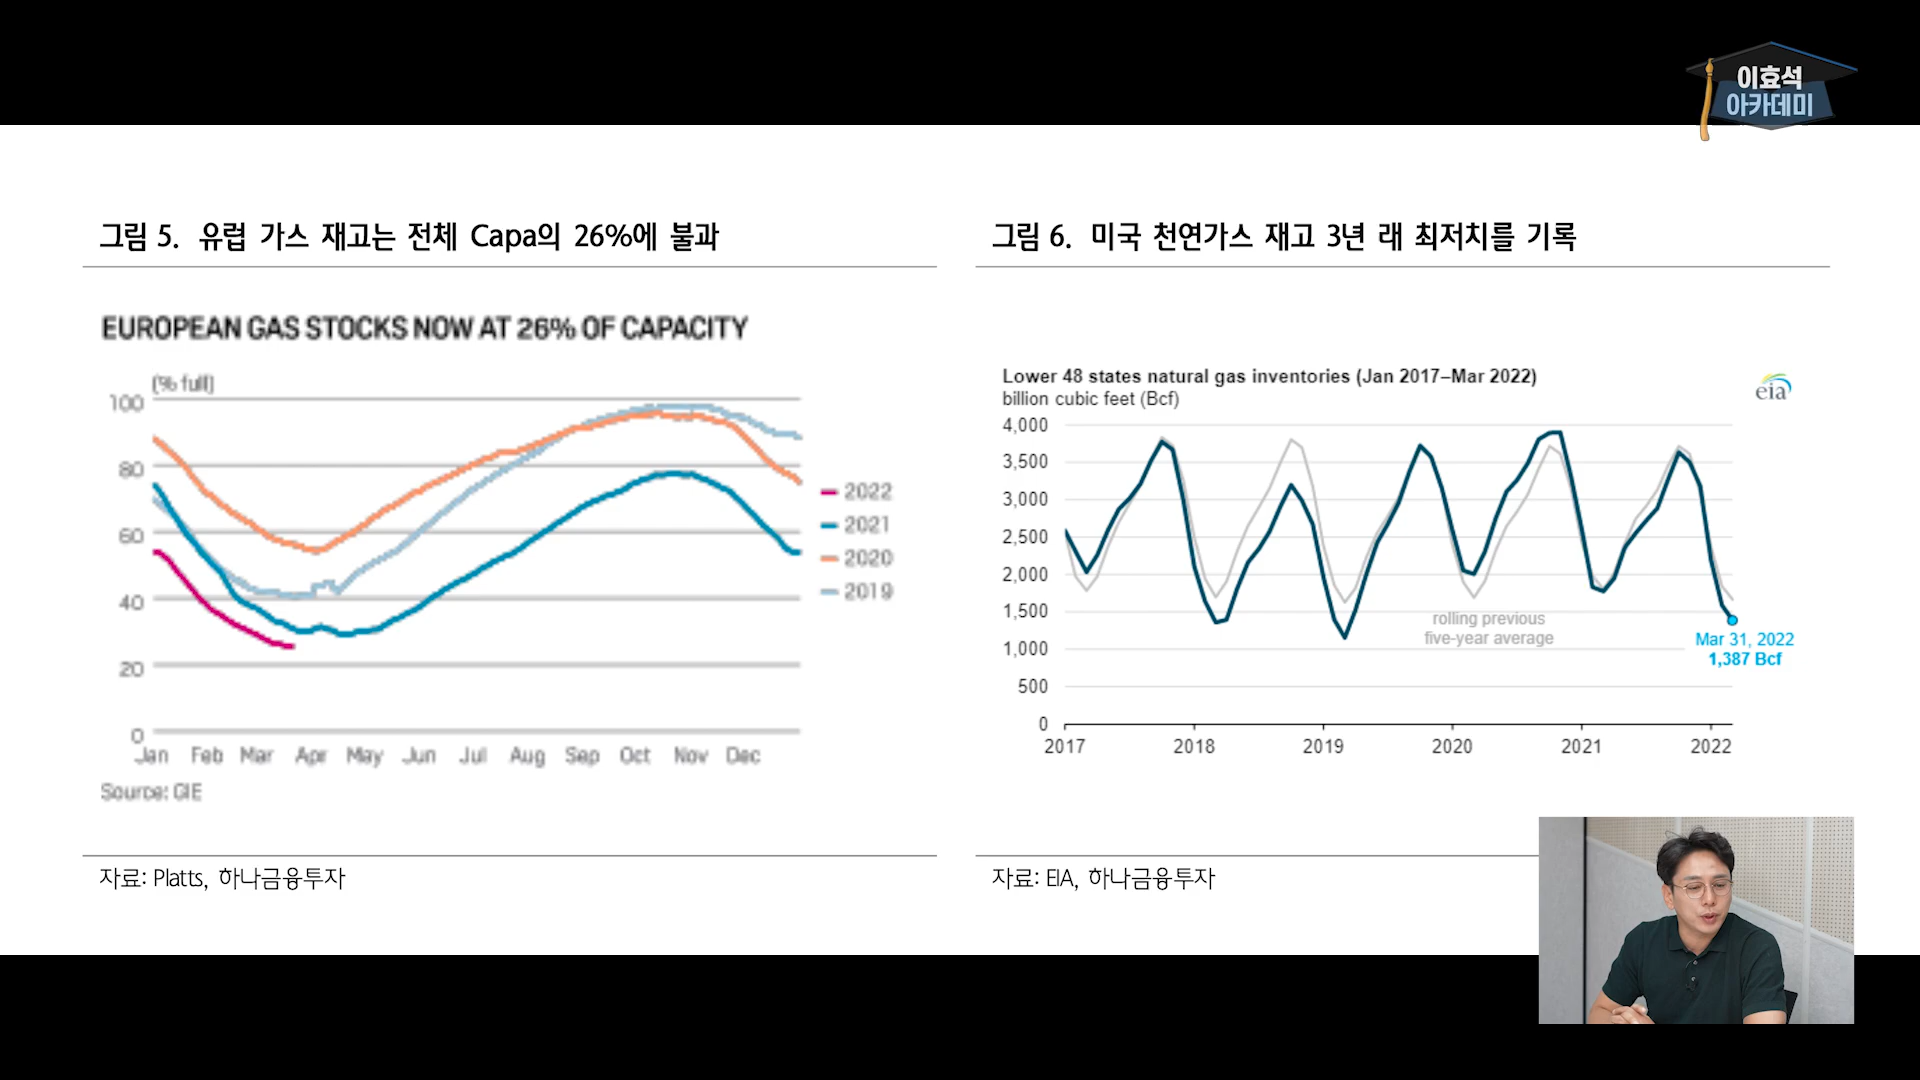 이효석
아카데미
그림 5. 유럽 가스 재고는 전체 Capa의 26%에 불과
EUROPEAN GAS STOCKS NOW AT 26% OF CAPACITY
(% full)
100
80
60
40
20
0
Jan Feb Mar Apr May Jun Jul Aug Sep Oct Nov Dec
2022
2021
2020
2019
Source: GIE
자료: Platts, 하나금융투자
그림 6. 미국 천연가스 재고 3년 래 최저치를 기록
Lower 48 states natural gas inventories (Jan 2017–Mar 2022)
billion cubic feet (Bcf)
eia
4,000
3,500
3,000
2,500
2,000
1,500
1,000
500
0
rolling previous
five-year average
Mar 31, 2022
1,387 Bcf
2017 2018 2019 2020 2021 2022
자료: EIA, 하나금융투자